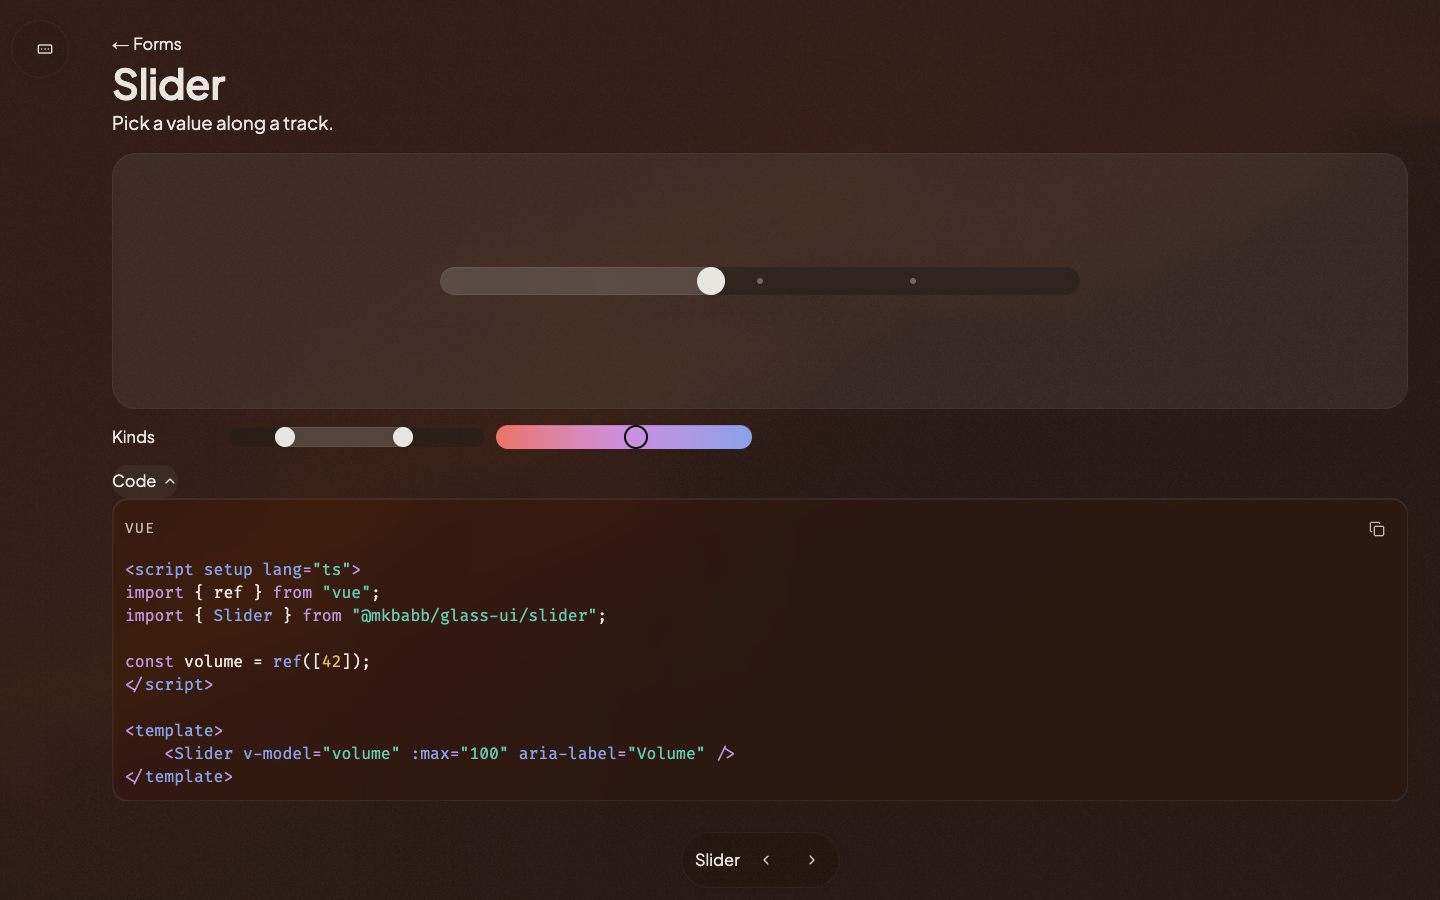 ← Forms
Slider
Pick a value along a track.
Kinds
Code
VUE
<script setup lang="ts">
import { ref } from "vue";
import { Slider } from "@mkbabb/glass-ui/slider";
const volume = ref([42]);
</script>
<template>
    <Slider v-model="volume" :max="100" aria-label="Volume" />
</template>
Slider